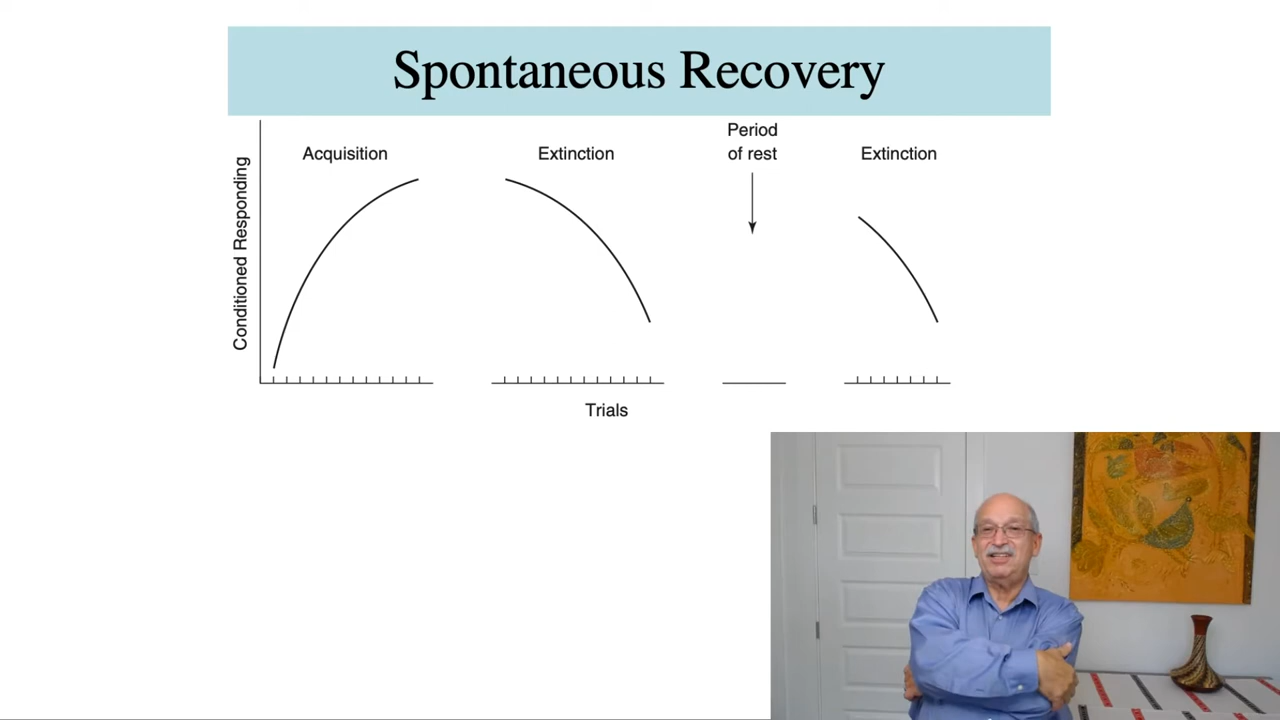 Spontaneous Recovery
Conditioned Responding
Acquisition
Extinction
Period
of rest
Extinction
Trials